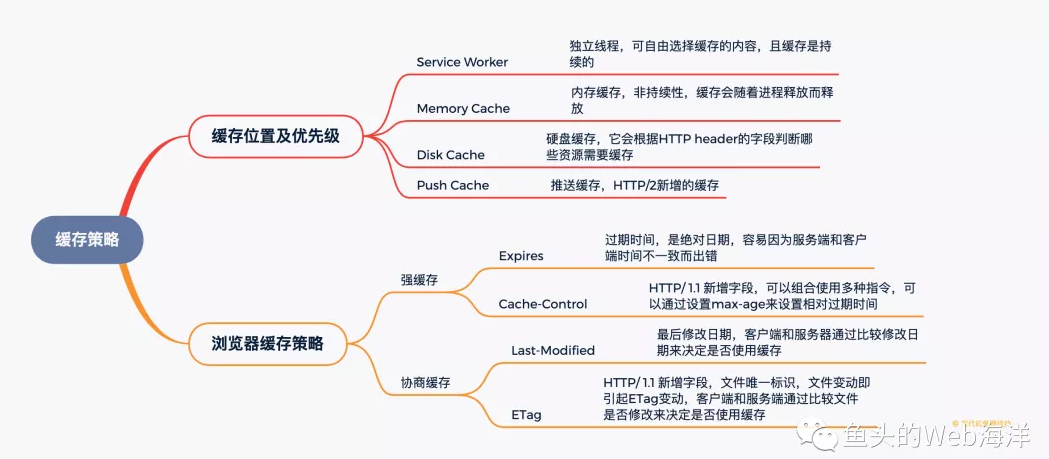 缓存策略
缓存位置及优先级
Service Worker
独立线程，可自由选择缓存的内容，且缓存是持
续的
Memory Cache
内存缓存，非持续性，缓存会随着进程释放而释
放
Disk Cache
硬盘缓存，它会根据HTTP header的字段判断哪
些资源需要缓存
Push Cache
推送缓存，HTTP/2新增的缓存
浏览器缓存策略
强缓存
Expires
过期时间，是绝对日期，容易因为服务端和客户
端时间不一致而出错
Cache-Control
HTTP/ 1.1 新增字段，可以组合使用多种指令，可
以通过设置max-age来设置相对过期时间
协商缓存
Last-Modified
最后修改日期，客户端和服务器通过比较修改日
期来决定是否使用缓存
ETag
HTTP/ 1.1 新增字段，文件唯一标识，文件变动即
引起ETag变动，客户端和服务端通过比较文件
是否修改来决定是否使用缓存
鱼头的Web海洋